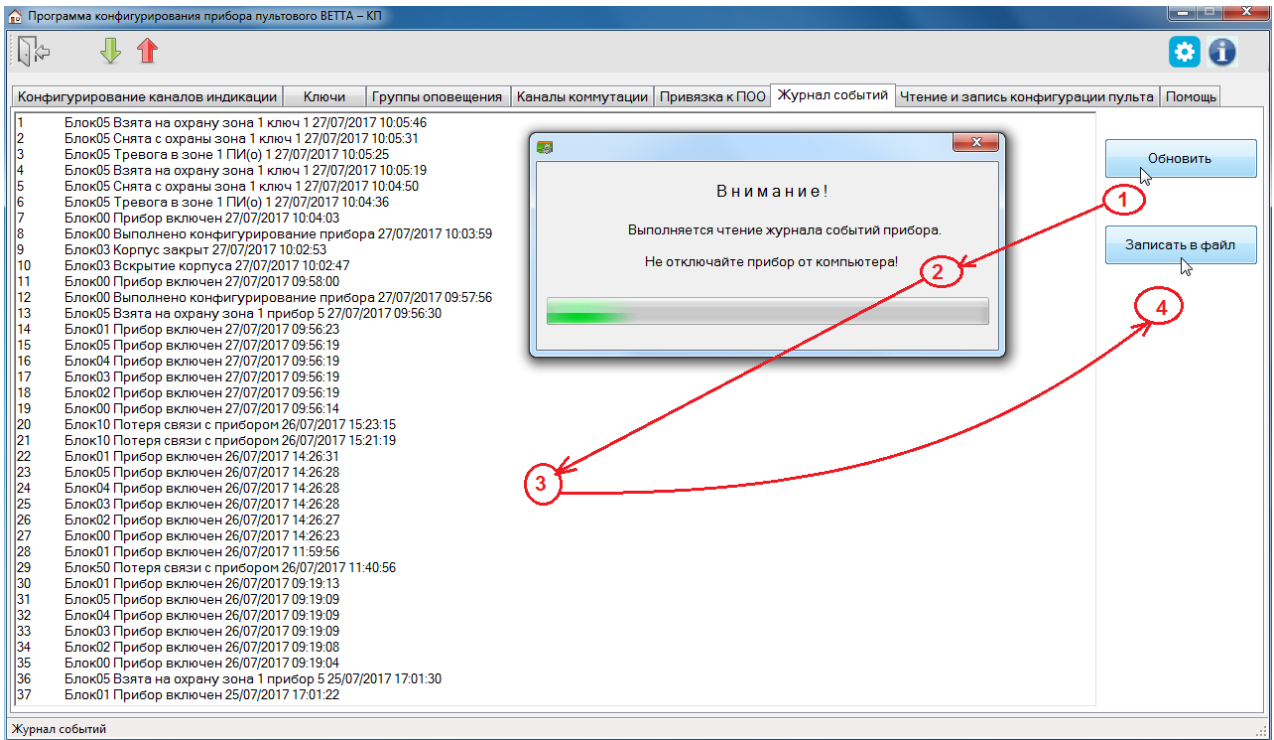 Программа конфигурирования прибора пультового ВЕТТА – КП
Конфигурирование каналов индикации Ключи Группы оповещения Каналы коммутации Привязка к ПОО Журнал событий Чтение и запись конфигурации пульта Помощь
1 Блок05 Взята на охрану зона 1 ключ 1 27/07/2017 10:05:46
2 Блок05 Снята с охраны зона 1 ключ 1 27/07/2017 10:05:31
3 Блок05 Тревога в зоне 1 ПИ(о) 1 27/07/2017 10:05:25
4 Блок05 Взята на охрану зона 1 ключ 1 27/07/2017 10:05:19
5 Блок05 Снята с охраны зона 1 ключ 1 27/07/2017 10:04:50
6 Блок05 Тревога в зоне 1 ПИ(о) 1 27/07/2017 10:04:36
7 Блок00 Прибор включен 27/07/2017 10:04:03
8 Блок00 Выполнено конфигурирование прибора 27/07/2017 10:03:59
9 Блок03 Корпус закрыт 27/07/2017 10:02:53
10 Блок03 Вскрытие корпуса 27/07/2017 10:02:47
11 Блок00 Прибор включен 27/07/2017 09:58:00
12 Блок00 Выполнено конфигурирование прибора 27/07/2017 09:57:56
13 Блок05 Взята на охрану зона 1 прибор 5 27/07/2017 09:56:30
14 Блок01 Прибор включен 27/07/2017 09:56:23
15 Блок05 Прибор включен 27/07/2017 09:56:19
16 Блок04 Прибор включен 27/07/2017 09:56:19
17 Блок03 Прибор включен 27/07/2017 09:56:19
18 Блок02 Прибор включен 27/07/2017 09:56:19
19 Блок00 Прибор включен 27/07/2017 09:56:14
20 Блок10 Потеря связи с прибором 26/07/2017 15:23:15
21 Блок10 Потеря связи с прибором 26/07/2017 15:21:19
22 Блок01 Прибор включен 26/07/2017 14:26:31
23 Блок05 Прибор включен 26/07/2017 14:26:28
24 Блок04 Прибор включен 26/07/2017 14:26:28
25 Блок03 Прибор включен 26/07/2017 14:26:28
26 Блок02 Прибор включен 26/07/2017 14:26:27
27 Блок00 Прибор включен 26/07/2017 14:26:23
28 Блок01 Прибор включен 26/07/2017 11:59:56
29 Блок50 Потеря связи с прибором 26/07/2017 11:40:56
30 Блок01 Прибор включен 26/07/2017 09:19:13
31 Блок05 Прибор включен 26/07/2017 09:19:09
32 Блок04 Прибор включен 26/07/2017 09:19:09
33 Блок03 Прибор включен 26/07/2017 09:19:09
34 Блок02 Прибор включен 26/07/2017 09:19:08
35 Блок00 Прибор включен 26/07/2017 09:19:04
36 Блок05 Взята на охрану зона 1 прибор 5 25/07/2017 17:01:30
37 Блок01 Прибор включен 25/07/2017 17:01:22
Внимание!
Выполняется чтение журнала событий прибора.
Не отключайте прибор от компьютера!
Обновить
1
Записать в файл
2
4
3
Журнал событий